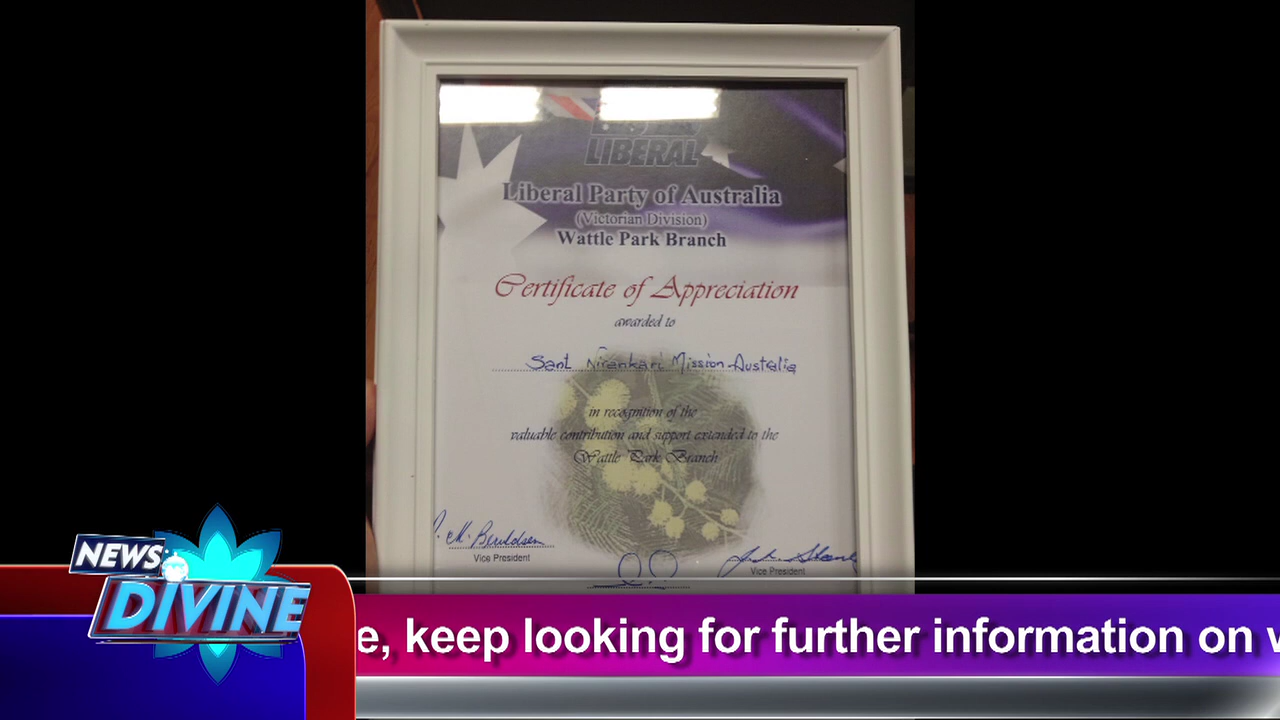 LIBERAL
Liberal Party of Australia
(Victorian Division)
Wattle Park Branch
Certificate of Appreciation
awarded to
Sant Nirankari Mission Australia
in recognition of the
valuable contribution and support extended to the
Wattle Park Branch
Vice President
Vice President
NEWS
DIVINE
e, keep looking for further information on